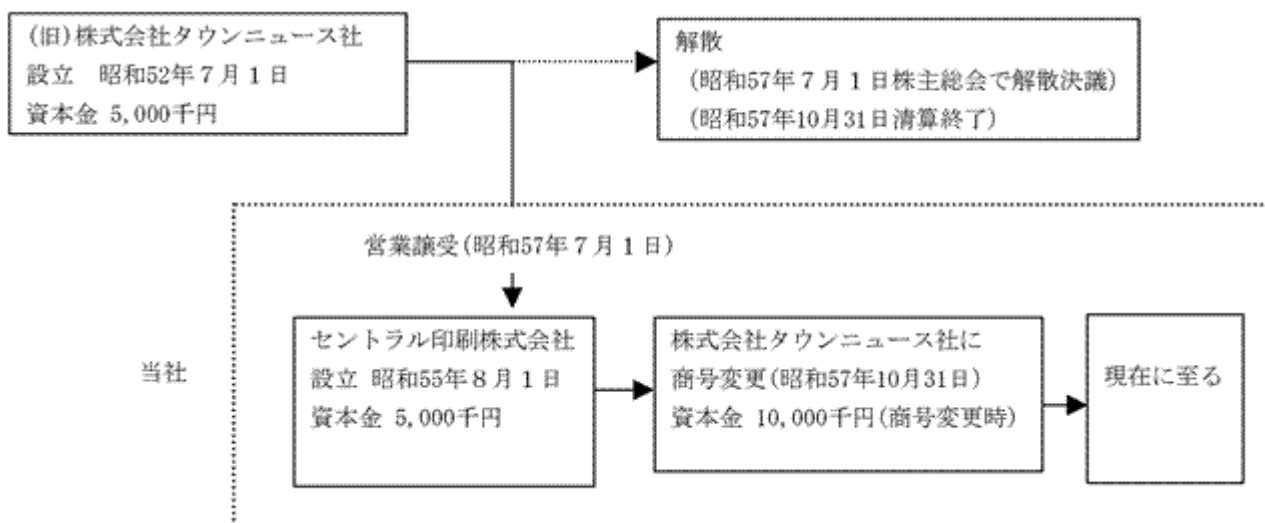 (旧)株式会社タウンニュース社
設立　昭和52年７月１日
資本金 5,000千円
解散
(昭和57年７月１日株主総会で解散決議)
(昭和57年10月31日清算終了)
営業譲受(昭和57年７月１日)
当社
セントラル印刷株式会社
設立 昭和55年８月１日
資本金 5,000千円
株式会社タウンニュース社に
商号変更(昭和57年10月31日)
資本金 10,000千円(商号変更時)
現在に至る